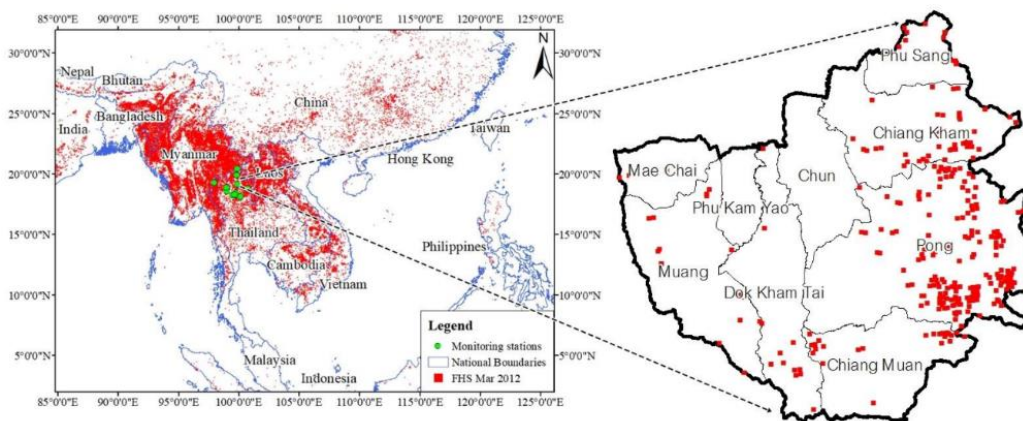 85°0'0"E 90°0'0"E 95°0'0"E 100°0'0"E 105°0'0"E 110°0'0"E 115°0'0"E 120°0'0"E 125°0'0"E
30°0'0"N
25°0'0"N
20°0'0"N
15°0'0"N
10°0'0"N
5°0'0"N
30°0'0"N
25°0'0"N
20°0'0"N
15°0'0"N
10°0'0"N
5°0'0"N
N
Nepal
Bhutan
Bangladesh
India
China
Taiwan
Myanmar
Hong Kong
Laos
Thailand
Philippines
Cambodia
Vietnam
Malaysia
Indonesia
Legend
Monitoring stations
National Boundaries
FHS Mar 2012
85°0'0"E 90°0'0"E 95°0'0"E 100°0'0"E 105°0'0"E 110°0'0"E 115°0'0"E 120°0'0"E 125°0'0"E
Phu Sang
Chiang Kham
Mae Chai
Chun
Phu Kam Yao
Pong
Muang
Dok Kham Tai
Chiang Muan